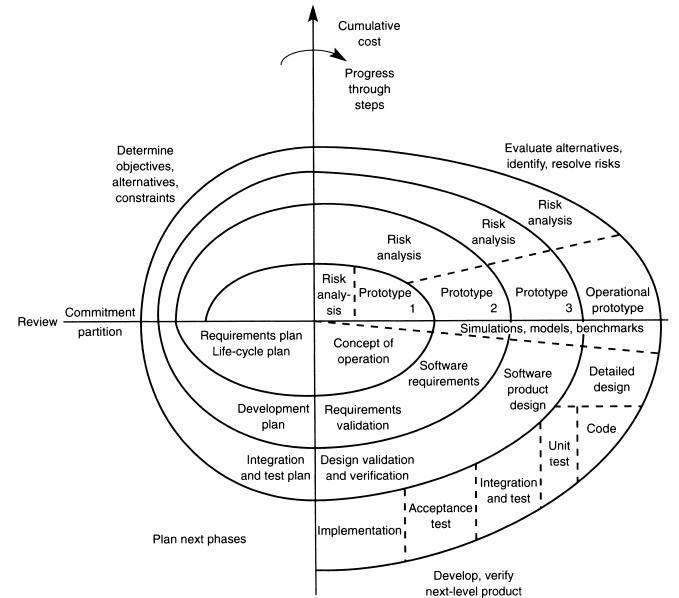 Cumulative
cost
Progress
through
steps
Determine
objectives,
alternatives,
constraints
Evaluate alternatives,
identify, resolve risks
Risk
analysis
Risk
analysis
Risk
analysis
Risk
analy-
sis
Prototype
1
Prototype
2
Prototype
3
Operational
prototype
Review
Commitment
partition
Simulations, models, benchmarks
Requirements plan
Life-cycle plan
Concept of
operation
Software
requirements
Software
product
design
Detailed
design
Development
plan
Requirements
validation
Code
Unit
test
Integration
and test plan
Design validation
and verification
Integration
and test
Acceptance
test
Implementation
Plan next phases
Develop, verify
next-level product